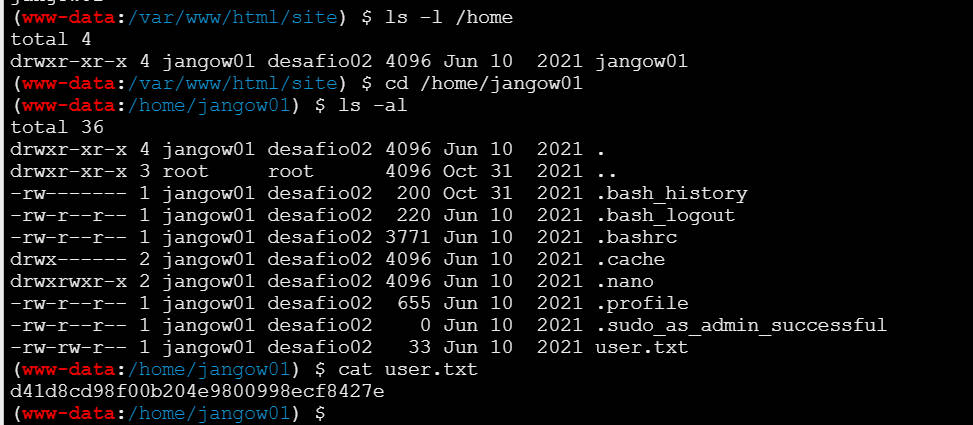 (www-data:/var/www/html/site) $ ls -l /home
total 4
drwxr-xr-x 4 jangow01 desafio02 4096 Jun 10  2021 jangow01
(www-data:/var/www/html/site) $ cd /home/jangow01
(www-data:/home/jangow01) $ ls -al
total 36
drwxr-xr-x 4 jangow01 desafio02 4096 Jun 10  2021 .
drwxr-xr-x 3 root     root      4096 Oct 31  2021 ..
-rw------- 1 jangow01 desafio02  200 Oct 31  2021 .bash_history
-rw-r--r-- 1 jangow01 desafio02  220 Jun 10  2021 .bash_logout
-rw-r--r-- 1 jangow01 desafio02 3771 Jun 10  2021 .bashrc
drwx------ 2 jangow01 desafio02 4096 Jun 10  2021 .cache
drwxrwxr-x 2 jangow01 desafio02 4096 Jun 10  2021 .nano
-rw-r--r-- 1 jangow01 desafio02  655 Jun 10  2021 .profile
-rw-r--r-- 1 jangow01 desafio02    0 Jun 10  2021 .sudo_as_admin_successful
-rw-rw-r-- 1 jangow01 desafio02   33 Jun 10  2021 user.txt
(www-data:/home/jangow01) $ cat user.txt
d41d8cd98f00b204e9800998ecf8427e
(www-data:/home/jangow01) $